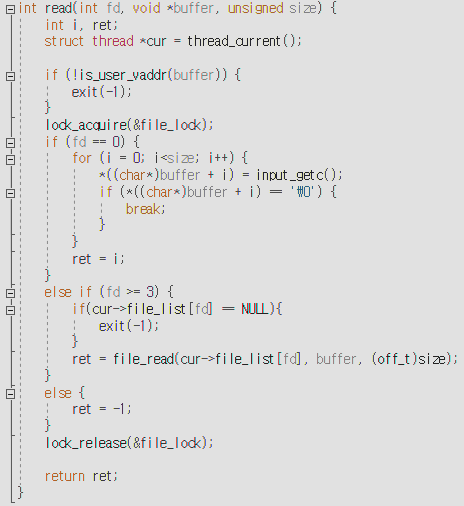 int read(int fd, void *buffer, unsigned size) {
    int i, ret;
    struct thread *cur = thread_current();

    if (!is_user_vaddr(buffer)) {
        exit(-1);
    }
    lock_acquire(&file_lock);
    if (fd == 0) {
        for (i = 0; i<size; i++) {
            *((char*)buffer + i) = input_getc();
            if (*((char*)buffer + i) == '₩0') {
                break;
            }
        }
        ret = i;
    }
    else if (fd >= 3) {
        if(cur->file_list[fd] == NULL){
            exit(-1);
        }
        ret = file_read(cur->file_list[fd], buffer, (off_t)size);
    }
    else {
        ret = -1;
    }
    lock_release(&file_lock);

    return ret;
}